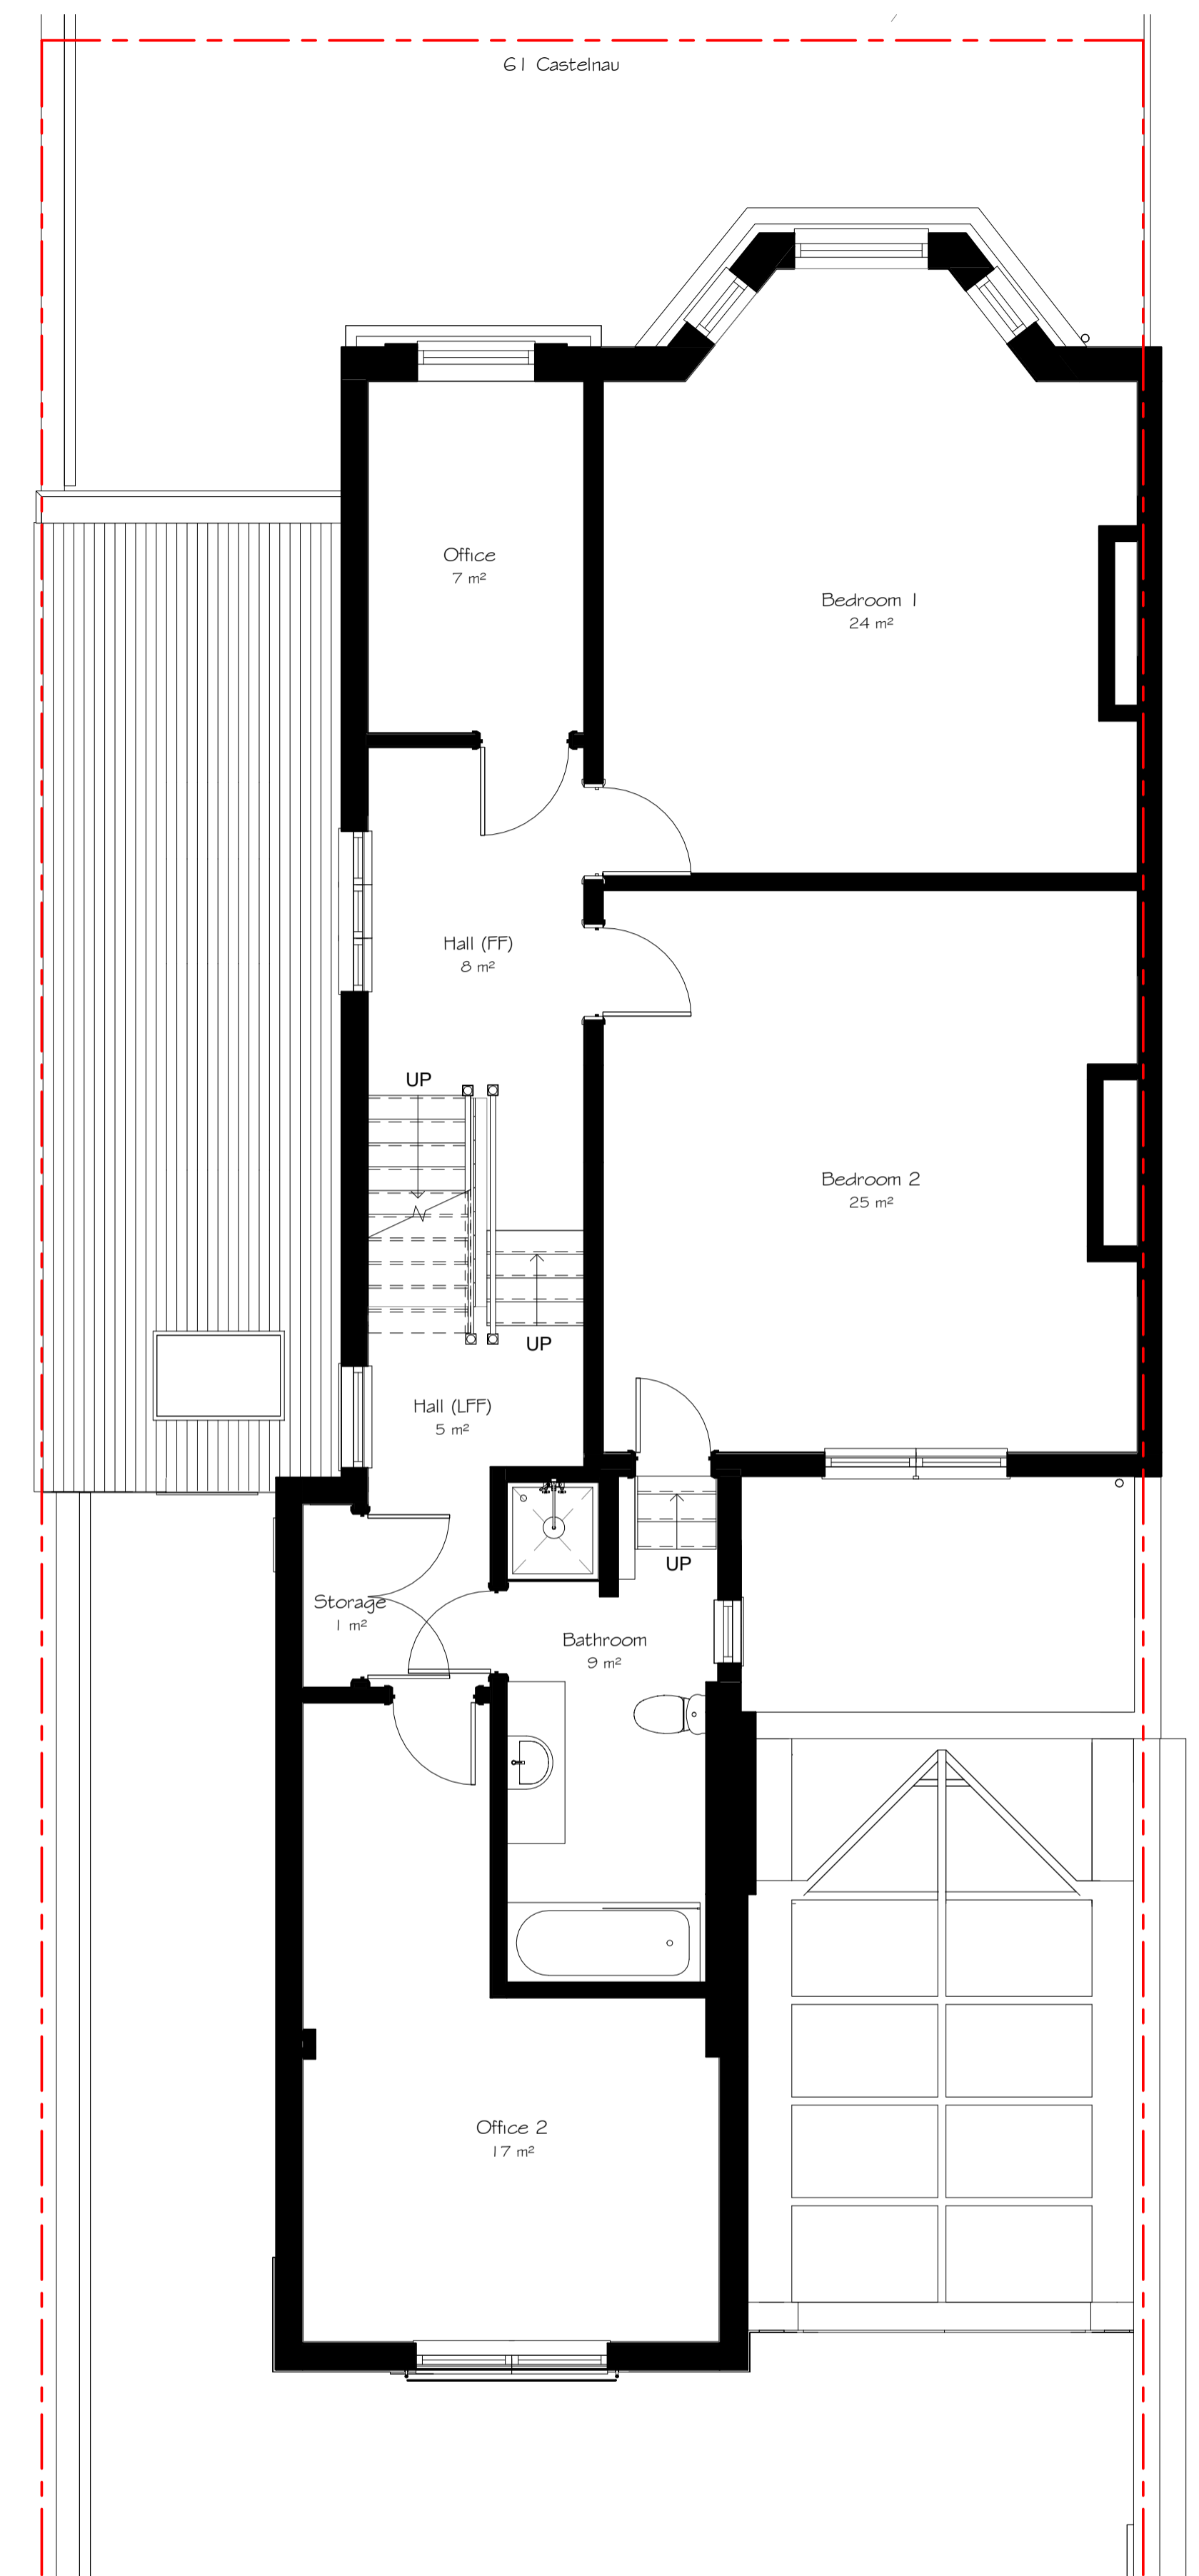 61 Castelnau
Office
7 m²
Bedroom 1
24 m²
Hall (FF)
8 m²
UP
Bedroom 2
25 m²
UP
Hall (LFF)
5 m²
UP
Storage
1 m²
Bathroom
9 m²
Office 2
17 m²